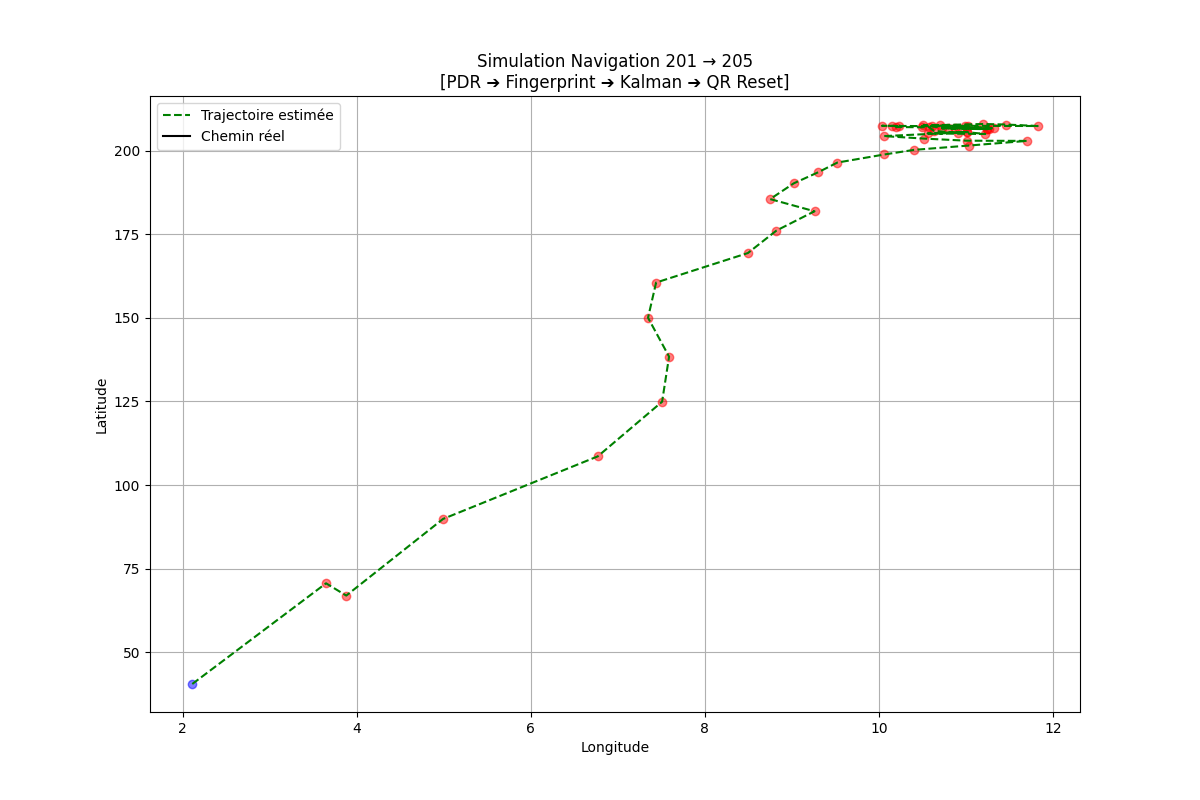 Simulation Navigation 201 → 205
[PDR ➔ Fingerprint ➔ Kalman ➔ QR Reset]
Trajectoire estimée
Chemin réel
Latitude
200
175
150
125
100
75
50
2
4
6
8
10
12
Longitude